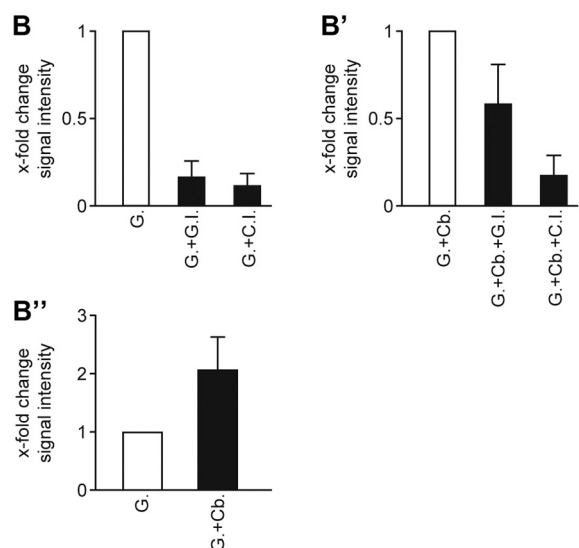 B
x-fold change
signal intensity
1
0.5
0
G.
G.+G.I.
G.+C.I.
B’
x-fold change
signal intensity
1
0.5
0
G.+Cb.
G.+Cb.+G.I.
G.+Cb.+C.I.
B’’
x-fold change
signal intensity
3
2
1
0
G.
G.+Cb.